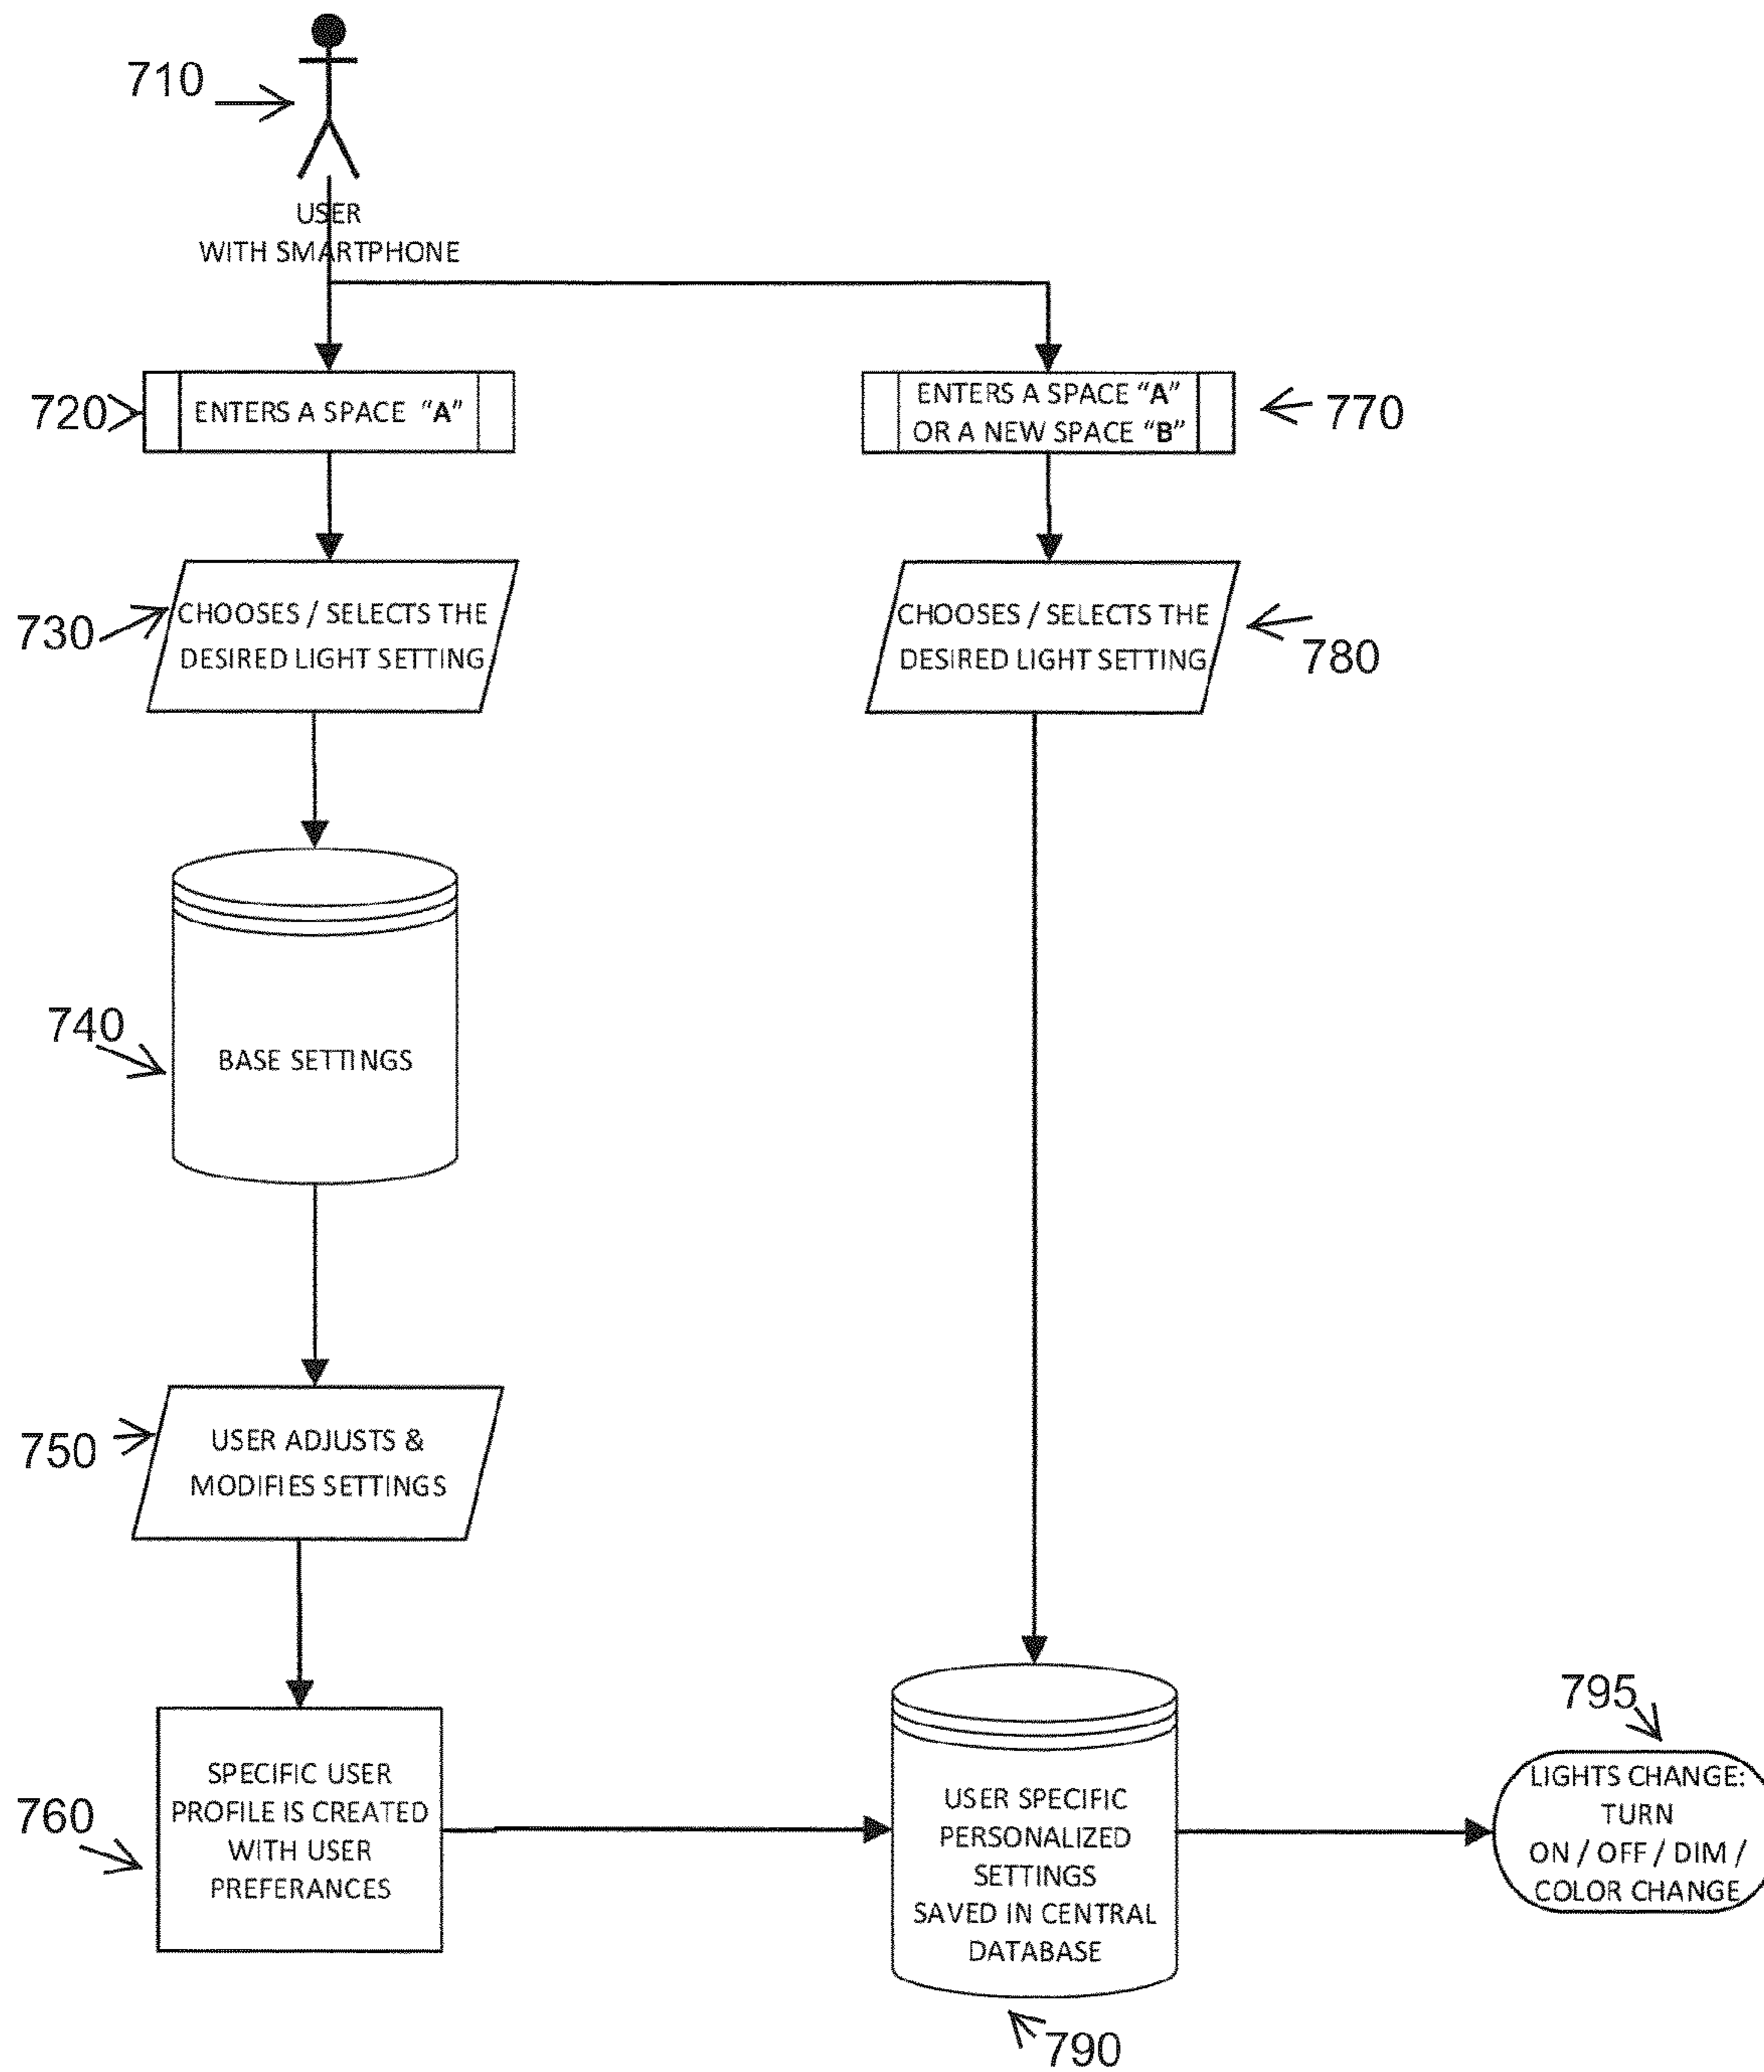 710
USER
WITH SMARTPHONE
720
ENTERS A SPACE "A"
ENTERS A SPACE "A"
OR A NEW SPACE "B"
770
730
CHOOSES / SELECTS THE
DESIRED LIGHT SETTING
CHOOSES / SELECTS THE
DESIRED LIGHT SETTING
780
740
BASE SETTINGS
750
USER ADJUSTS &
MODIFIES SETTINGS
760
SPECIFIC USER
PROFILE IS CREATED
WITH USER
PREFERANCES
USER SPECIFIC
PERSONALIZED
SETTINGS
SAVED IN CENTRAL
DATABASE
790
795
LIGHTS CHANGE:
TURN
ON / OFF / DIM /
COLOR CHANGE